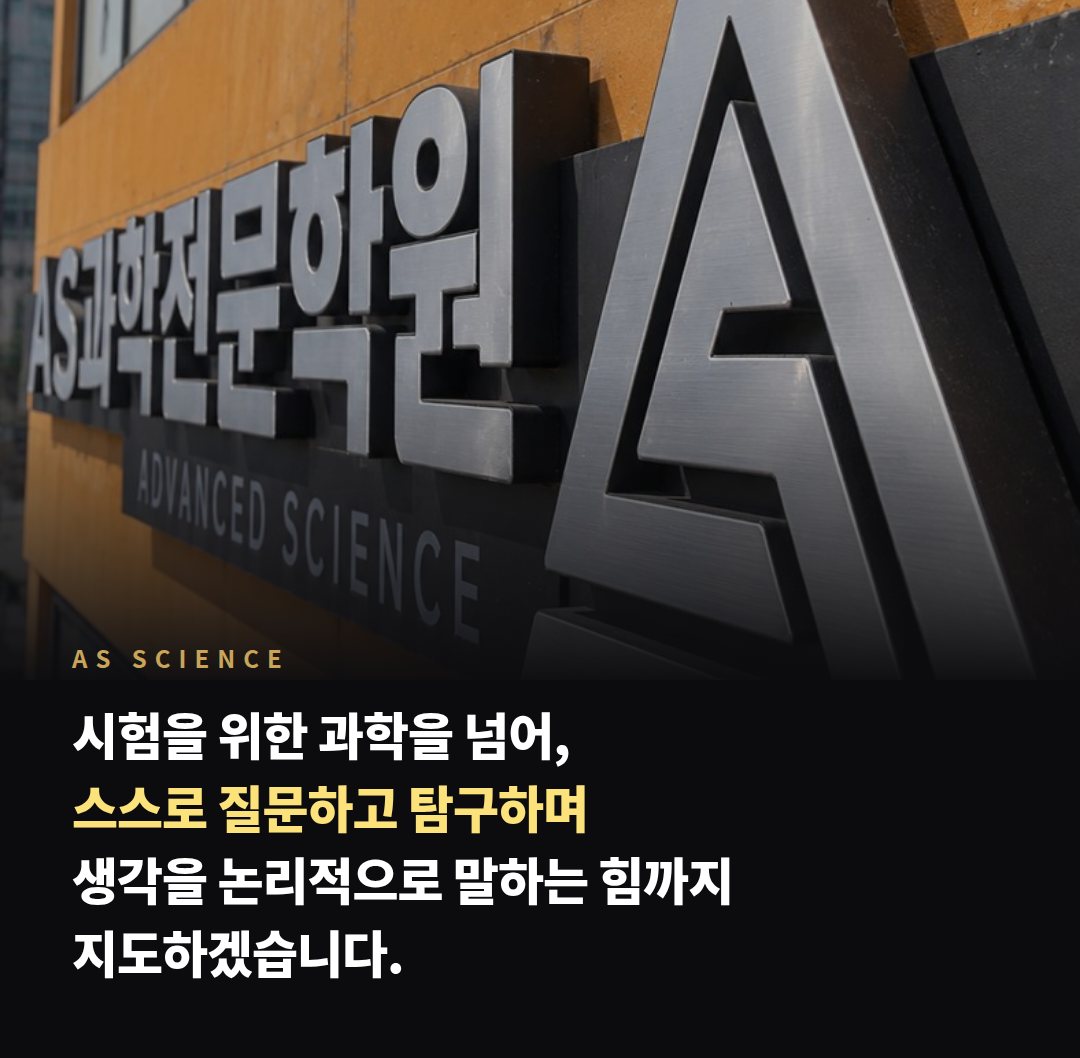 AS과학전문학원
ADVANCED SCIENCE
AS SCIENCE
시험을 위한 과학을 넘어,
스스로 질문하고 탐구하며
생각을 논리적으로 말하는 힘까지
지도하겠습니다.